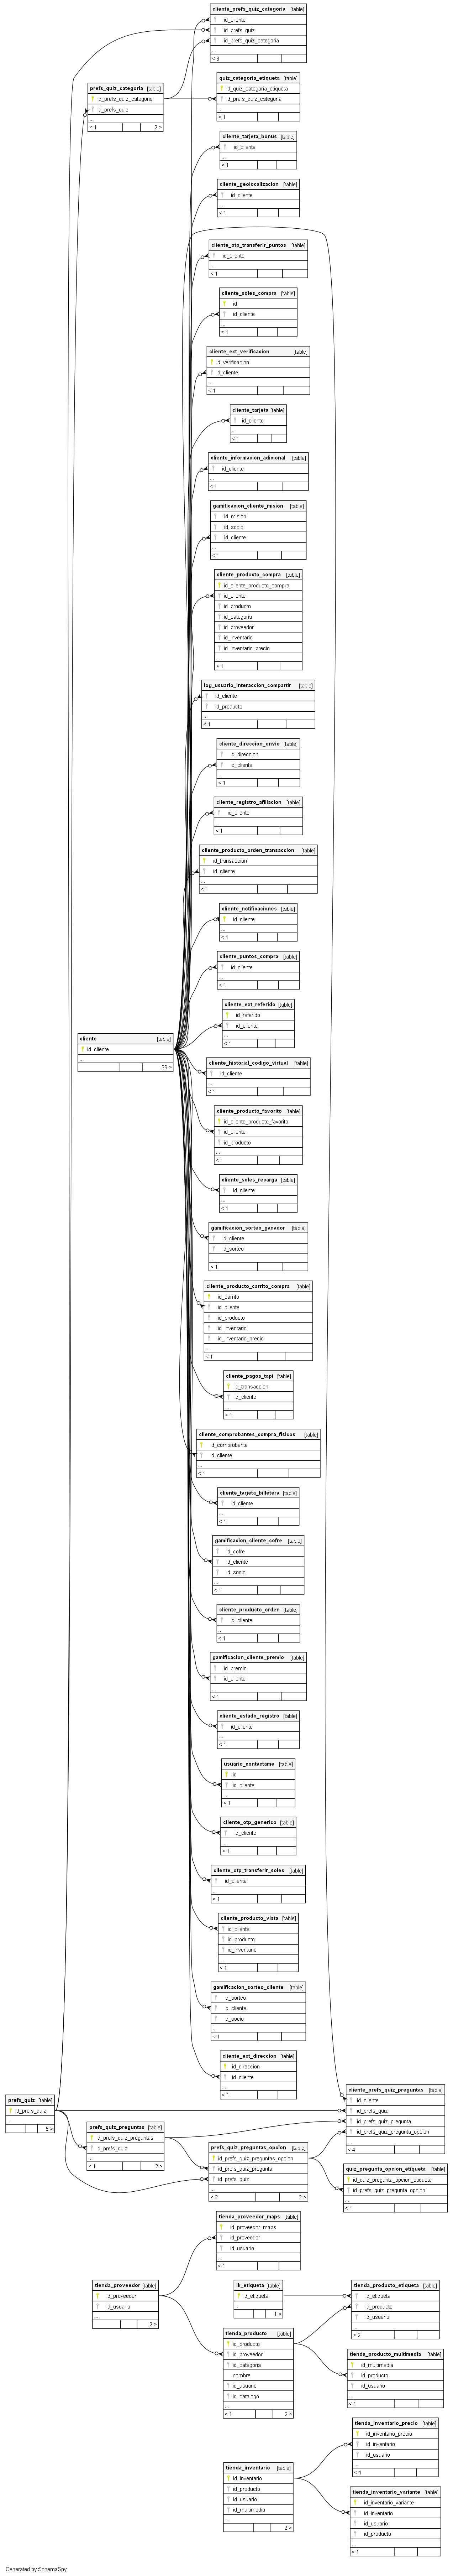 cliente_prefs_quiz_categoria [table]
id_cliente
id_prefs_quiz
id_prefs_quiz_categoria
...
< 3
prefs_quiz_categoria [table]
id_prefs_quiz_categoria
id_prefs_quiz
...
< 1 2 >
quiz_categoria_etiqueta [table]
id_quiz_categoria_etiqueta
id_prefs_quiz_categoria
...
< 1
cliente_tarjeta_bonus [table]
id_cliente
...
< 1
cliente_geolocalizacion [table]
id_cliente
...
< 1
cliente_otp_transferir_puntos [table]
id_cliente
...
< 1
cliente_soles_compra [table]
id
id_cliente
...
< 1
cliente_ext_verificacion [table]
id_verificacion
id_cliente
...
< 1
cliente_tarjeta [table]
id_cliente
...
< 1
cliente_informacion_adicional [table]
id_cliente
...
< 1
gamificacion_cliente_mision [table]
id_mision
id_socio
id_cliente
...
< 1
cliente_producto_compra [table]
id_cliente_producto_compra
id_cliente
id_producto
id_categoria
id_proveedor
id_inventario
id_inventario_precio
...
< 1
log_usuario_interaccion_compartir [table]
id_cliente
id_producto
...
< 1
cliente_direccion_envio [table]
id_direccion
id_cliente
...
< 1
cliente_registro_afiliacion [table]
id_cliente
...
< 1
cliente_producto_orden_transaccion [table]
id_transaccion
id_cliente
...
< 1
cliente_notificaciones [table]
id_cliente
...
< 1
cliente_puntos_compra [table]
id_cliente
...
< 1
cliente_ext_referido [table]
id_referido
id_cliente
...
< 1
cliente [table]
id_cliente
...
38 >
cliente_historial_codigo_virtual [table]
id_cliente
...
< 1
cliente_producto_favorito [table]
id_cliente_producto_favorito
id_cliente
id_producto
...
< 1
cliente_soles_recarga [table]
id_cliente
...
< 1
gamificacion_sorteo_ganador [table]
id_cliente
id_sorteo
...
< 1
cliente_producto_carrito_compra [table]
id_carrito
id_cliente
id_producto
id_inventario
id_inventario_precio
...
< 1
cliente_pagos_tapi [table]
id_transaccion
id_cliente
...
< 1
cliente_comprobantes_compra_fisicos [table]
id_comprobante
id_cliente
...
< 1
cliente_tarjeta_billetera [table]
id_cliente
...
< 1
gamificacion_cliente_cofre [table]
id_cofre
id_cliente
id_socio
...
< 1
cliente_producto_orden [table]
id_cliente
...
< 1
gamificacion_cliente_premio [table]
id_premio
id_cliente
...
< 1
cliente_estado_registro [table]
id_cliente
...
< 1
usuario_contactame [table]
id
id_cliente
...
< 1
cliente_otp_generico [table]
id_cliente
...
< 1
cliente_otp_transferir_soles [table]
id_cliente
...
< 1
cliente_producto_visto [table]
id_cliente
id_producto
id_inventario
...
< 1
gamificacion_sorteo_cliente [table]
id_sorteo
id_cliente
id_socio
...
< 1
cliente_ext_direccion [table]
id_direccion
id_cliente
...
< 1
cliente_prefs_quiz_preguntas [table]
id_cliente
id_prefs_quiz
id_prefs_quiz_pregunta
id_prefs_quiz_pregunta_opcion
...
< 4
prefs_quiz [table]
id_prefs_quiz
...
5 >
prefs_quiz_preguntas [table]
id_prefs_quiz_preguntas
id_prefs_quiz
...
< 1 2 >
prefs_quiz_preguntas_opcion [table]
id_prefs_quiz_preguntas_opcion
id_prefs_quiz_pregunta
id_prefs_quiz
...
< 2 2 >
quiz_pregunta_opcion_etiqueta [table]
id_quiz_pregunta_opcion_etiqueta
id_prefs_quiz_pregunta_opcion
...
< 1
tienda_proveedor_maps [table]
id_proveedor_maps
id_proveedor
id_usuario
...
< 1
tienda_proveedor [table]
id_proveedor
id_usuario
...
2 >
lk_etiqueta [table]
id_etiqueta
...
1 >
tienda_producto_etiqueta [table]
id_etiqueta
id_producto
id_usuario
...
< 2
tienda_producto [table]
id_producto
id_proveedor
id_categoria
nombre
id_usuario
id_catalogo
...
< 1 2 >
tienda_producto_multimedia [table]
id_multimedia
id_producto
id_usuario
...
< 1
tienda_inventario_precio [table]
id_inventario_precio
id_inventario
id_usuario
...
< 1
tienda_inventario [table]
id_inventario
id_producto
id_usuario
id_multimedia
...
2 >
tienda_inventario_variante [table]
id_inventario_variante
id_inventario
id_usuario
id_producto
...
< 1
Generated by SchemaSpy